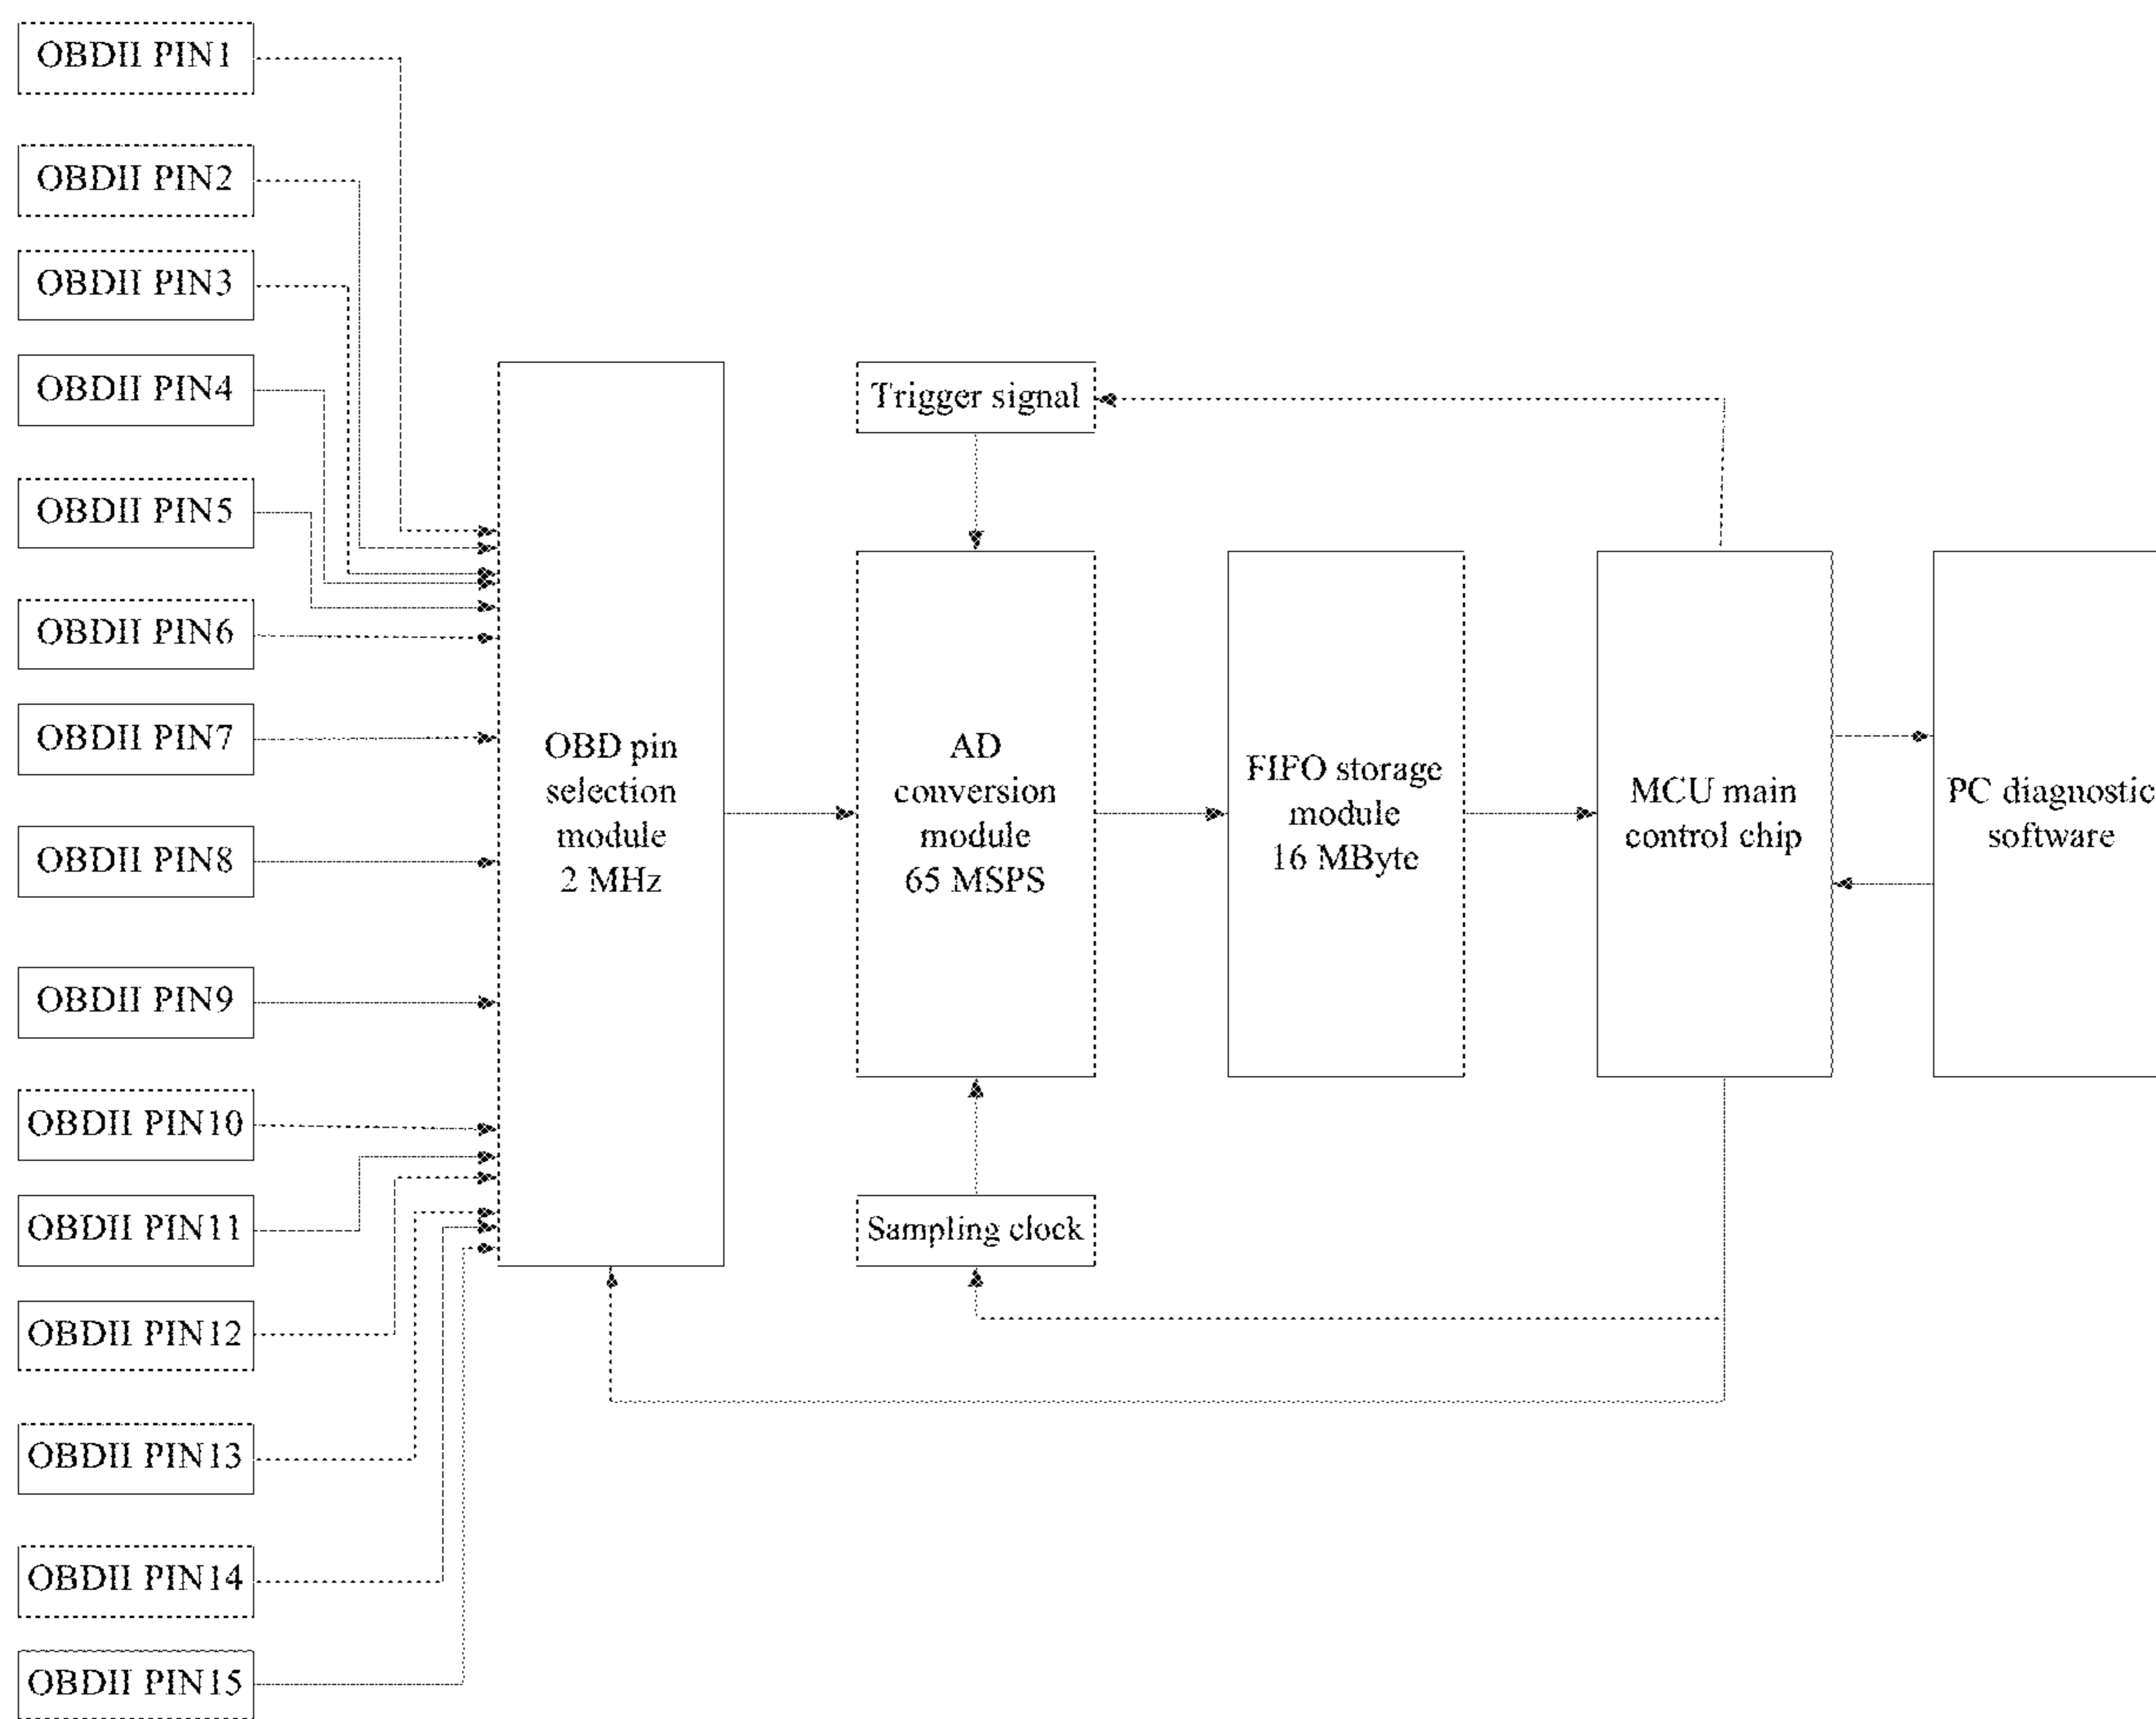 OBDII PIN1
OBDII PIN2
OBDII PIN3
OBDII PIN4
OBDII PIN5
OBDII PIN6
OBDII PIN7
OBDII PIN8
OBDII PIN9
OBDII PIN10
OBDII PIN11
OBDII PIN12
OBDII PIN13
OBDII PIN14
OBDII PIN15
OBD pin
selection
module
2 MHz
Trigger signal
AD
conversion
module
65 MSPS
Sampling clock
FIFO storage
module
16 MByte
MCU main
control chip
PC diagnostic
software